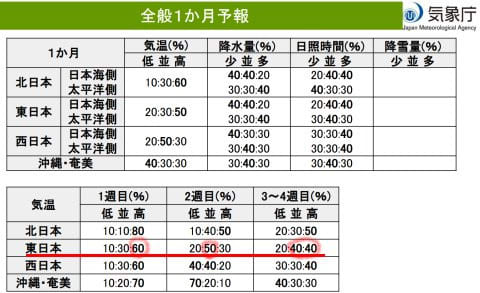 全般1か月予報
気象庁
Japan Meteorological Agency
1か月 気温(%) 降水量(%) 日照時間(%) 降雪量(%)
低 並 高 少 並 多 少 並 多 少 並 多
北日本 日本海側 10:30:60 40:40:20 20:40:40
太平洋側 30:30:40 40:30:30
東日本 日本海側 20:30:50 40:30:30 30:30:40
太平洋側 30:40:30 30:40:30
西日本 日本海側 20:50:30 40:30:30 30:30:40
太平洋側 40:30:30 30:30:40
沖縄・奄美 40:30:30 30:40:30 30:40:30
気温 1週目(%) 2週目(%) 3~4週目(%)
低 並 高 低 並 高 低 並 高
北日本 10:10:80 10:40:50 20:30:50
東日本 10:30:60 20:50:30 20:40:40
西日本 10:30:60 40:40:20 30:30:40
沖縄・奄美 10:20:70 70:20:10 40:30:30